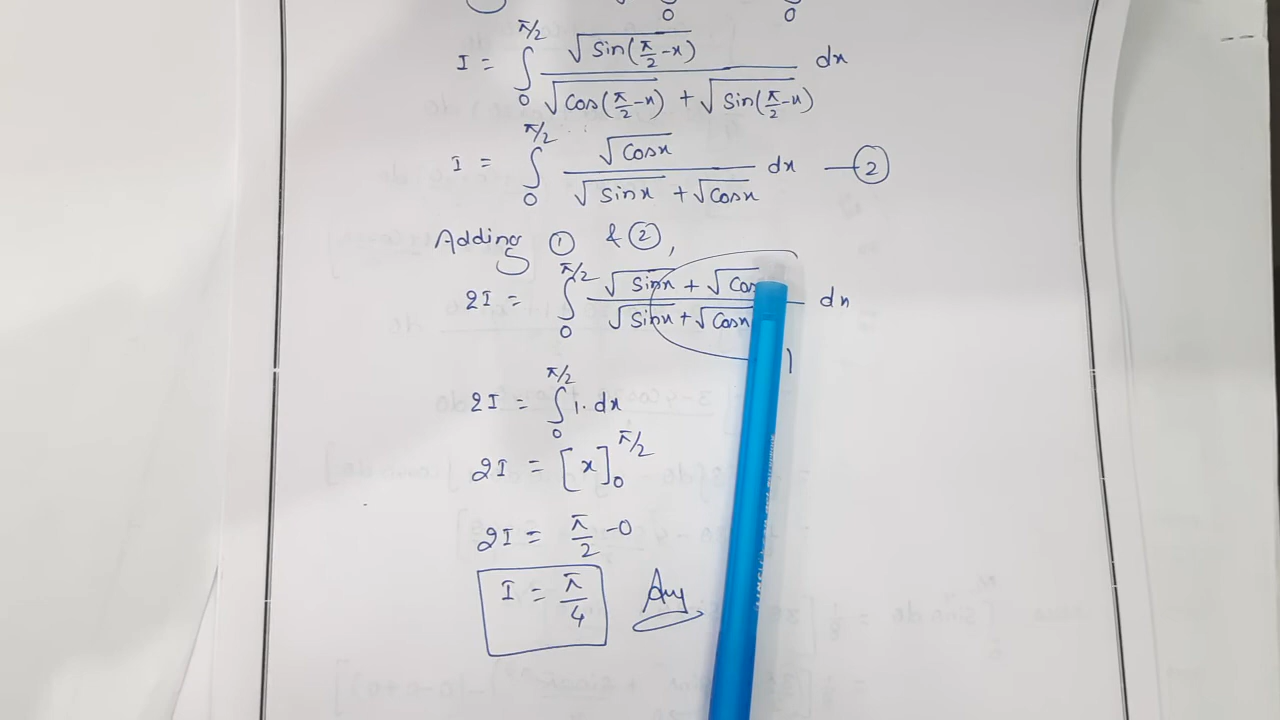 I = ∫₀^π/2 √Sin(π/2-x) / √Cos(π/2-x) + √Sin(π/2-x) dx
I = ∫₀^π/2 √Cosx / √Sinx + √Cosx dx —②
Adding ① & ②,
2I = ∫₀^π/2 √Sinx + √Cos / √Sinx + √Cosx dx
1
2I = ∫₀^π/2 1. dx
2I = [x]₀^π/2
2I = π/2 -0
I = π/4 Ans